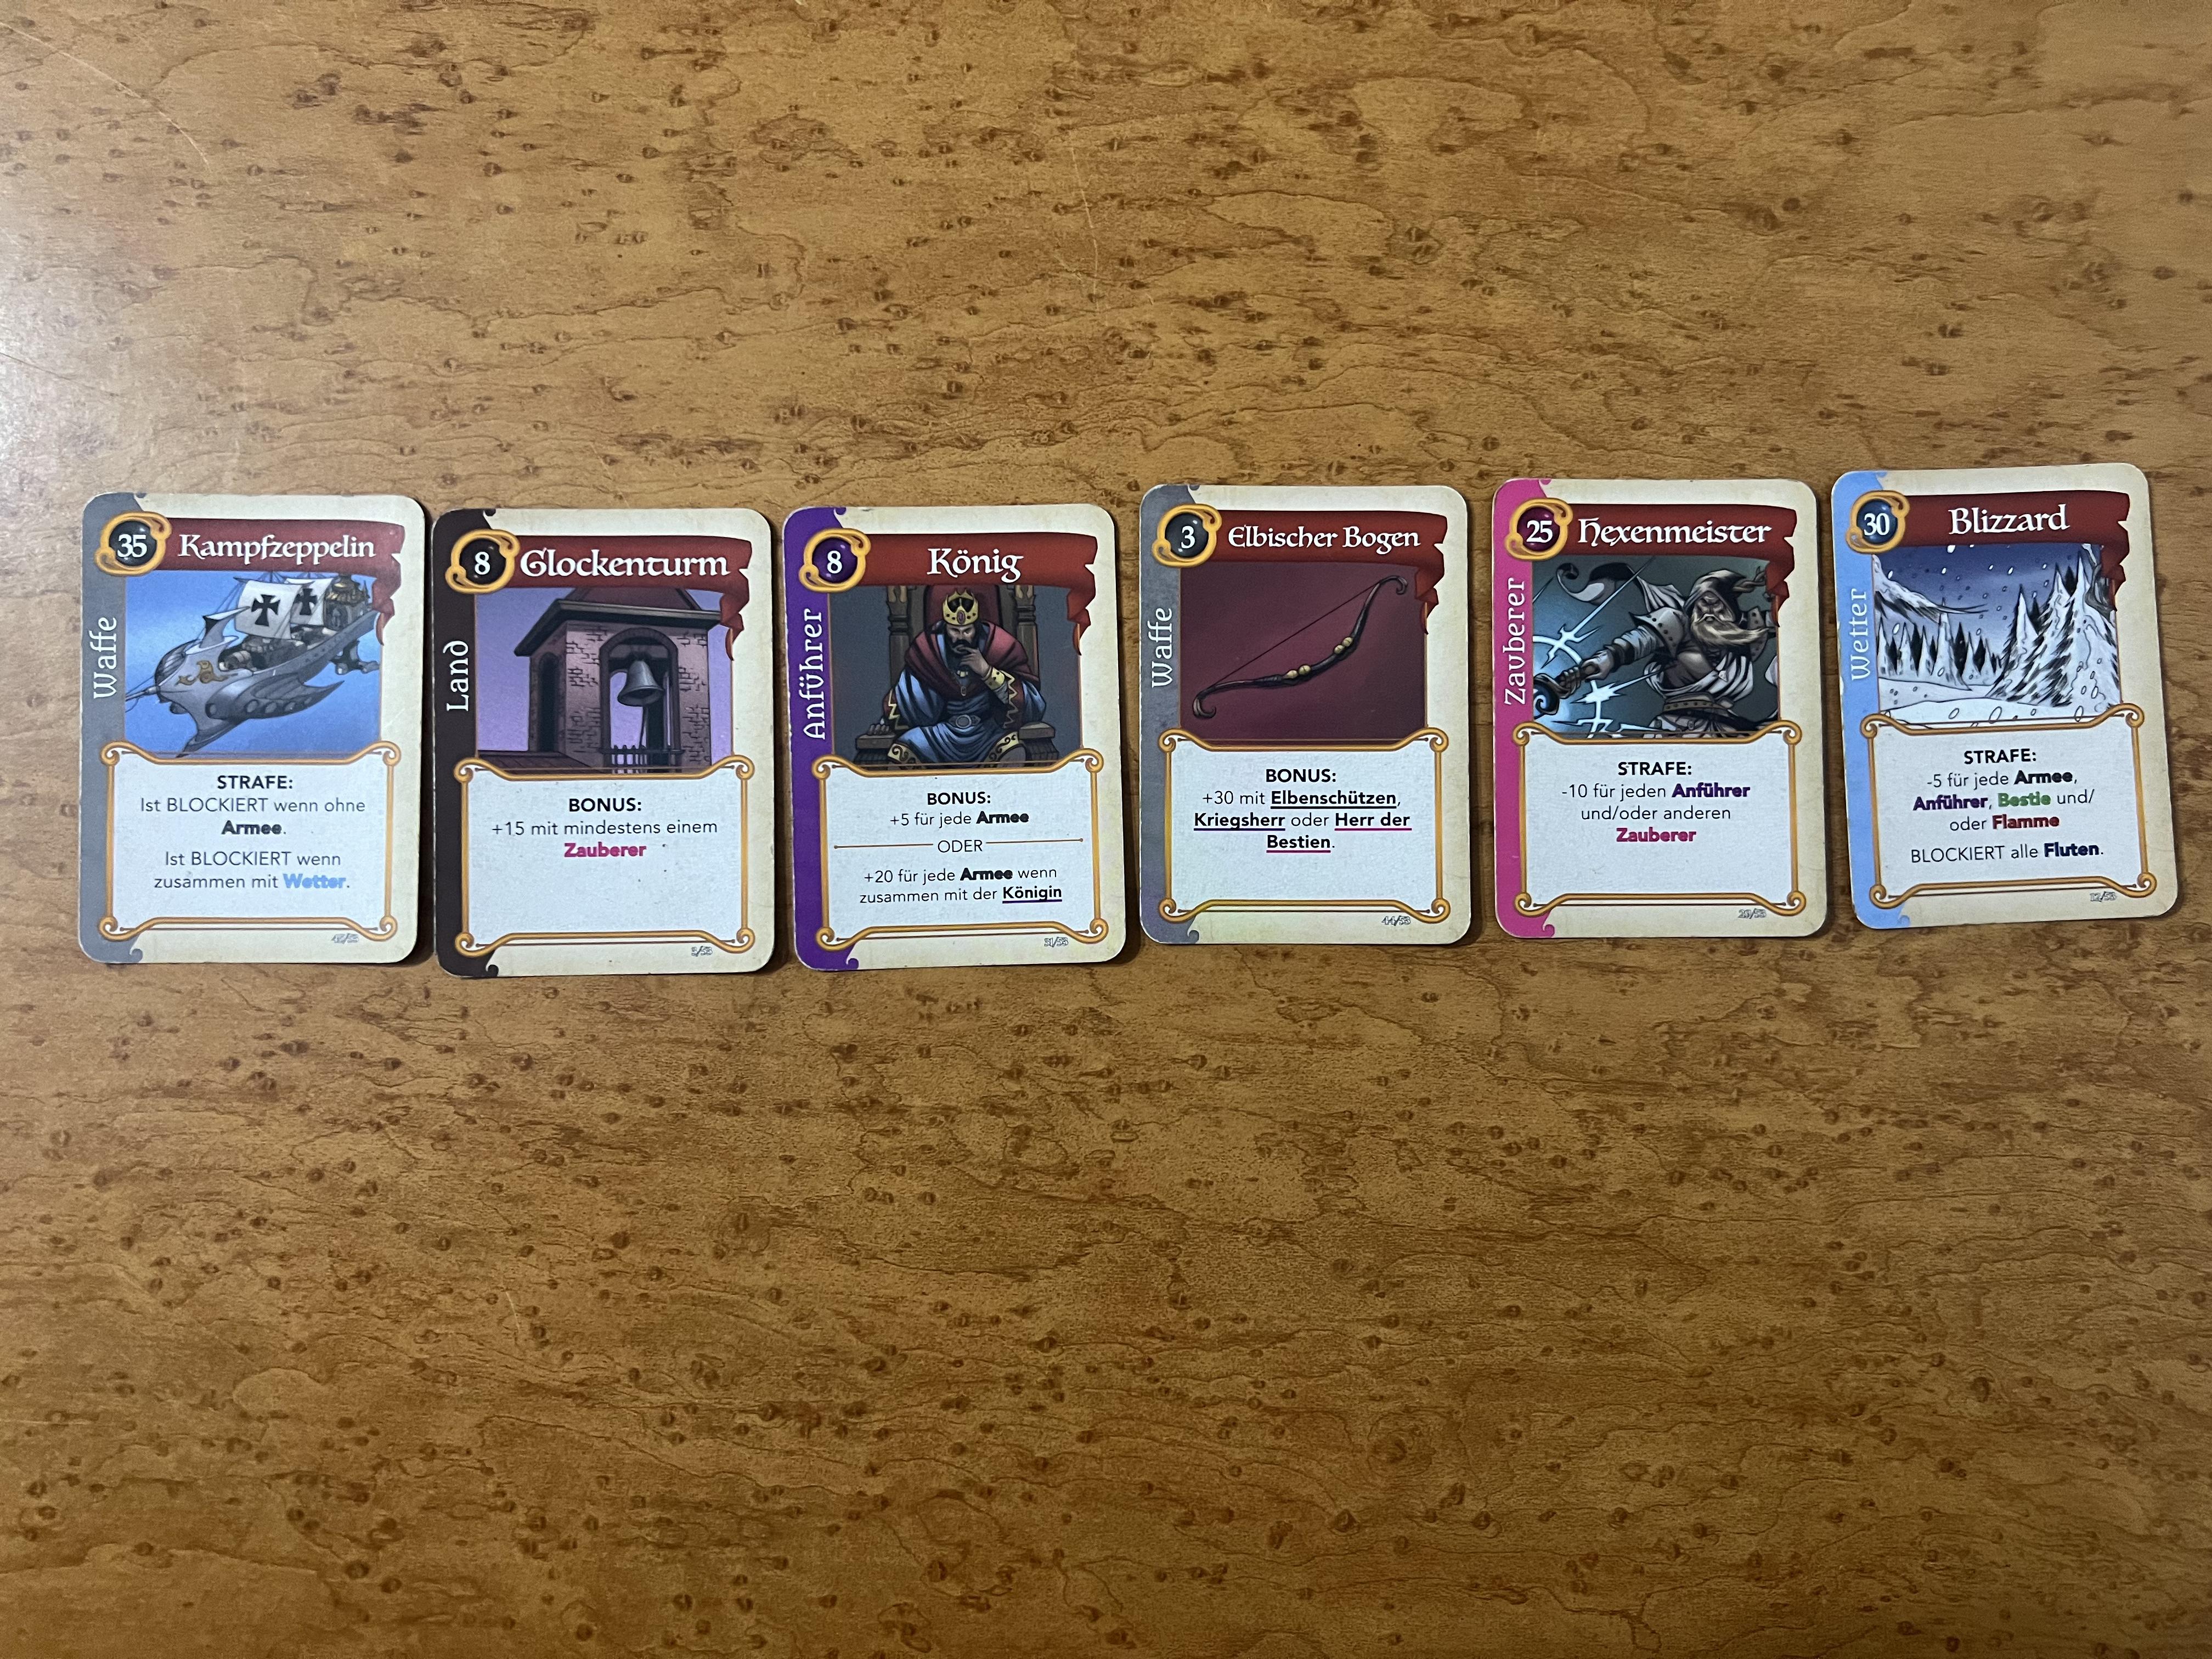 35 Kampfzeppelin
Waffe
STRAFE:
Ist BLOCKIERT wenn ohne
Armee.
Ist BLOCKIERT wenn
zusammen mit Wetter.
8 Glockenturm
Land
BONUS:
+15 mit mindestens einem
Zauberer
8 König
Anführer
BONUS:
+5 für jede Armee
ODER
+20 für jede Armee wenn
zusammen mit der Königin
3 Elbischer Bogen
Waffe
BONUS:
+30 mit Elbenschützen,
Kriegsherr oder Herr der
Bestien.
44/53
25 Hexenmeister
Zauberer
STRAFE:
-10 für jeden Anführer
und/oder anderen
Zauberer
30 Blizzard
Wetter
STRAFE:
-5 für jede Armee,
Anführer, Bestie und/
oder Flamme
BLOCKIERT alle Fluten.